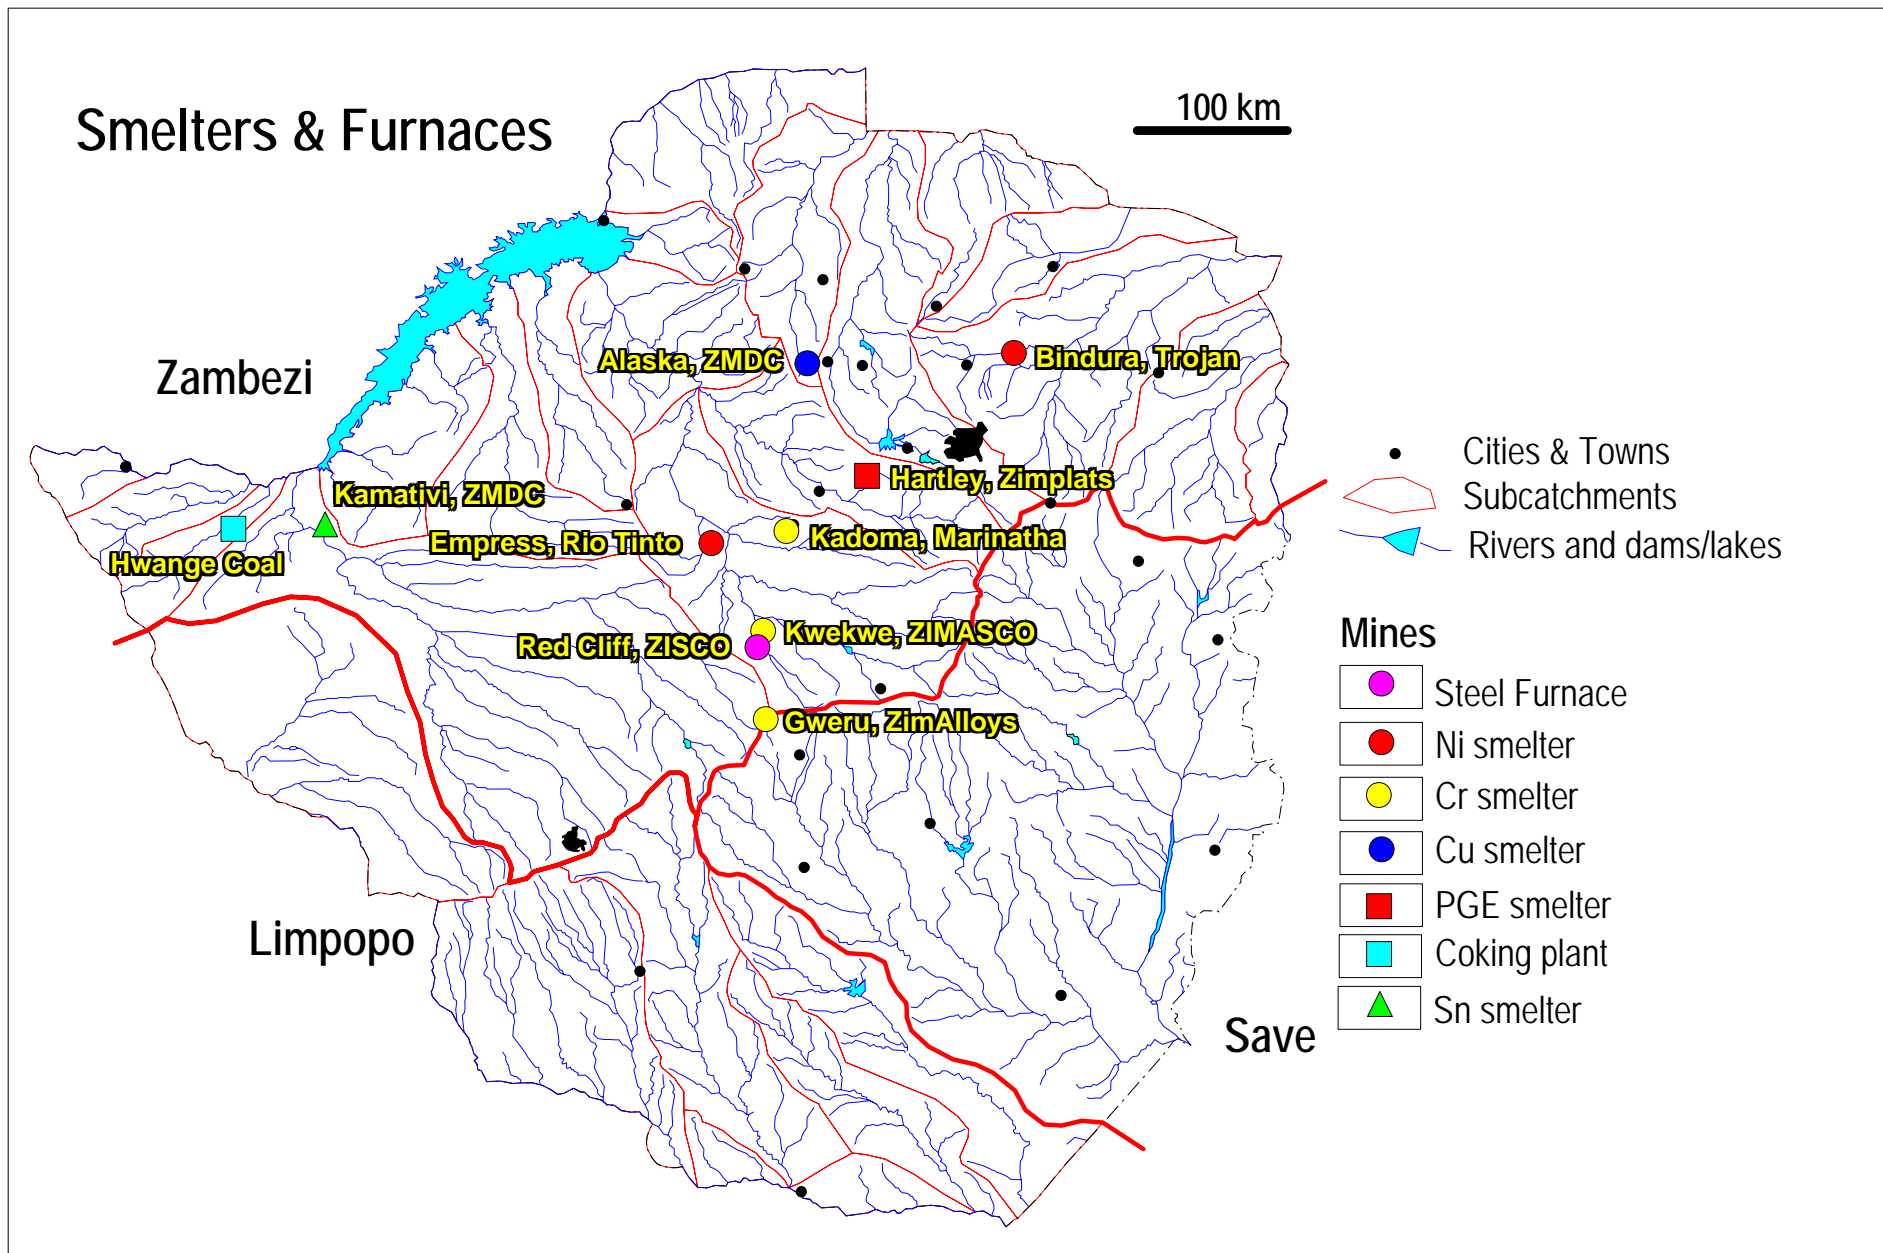 Smelters & Furnaces
100 km
Zambezi
Alaska, ZMDC
Bindura, Trojan
Kamativi, ZMDC
Hartley, Zimplats
Empress, Rio Tinto
Kadoma, Marinatha
Hwange Coal
Red Cliff, ZISCO
Kwekwe, ZIMASCO
Gweru, ZimAlloys
Limpopo
Save
Cities & Towns
Subcatchments
Rivers and dams/lakes
Mines
Steel Furnace
Ni smelter
Cr smelter
Cu smelter
PGE smelter
Coking plant
Sn smelter